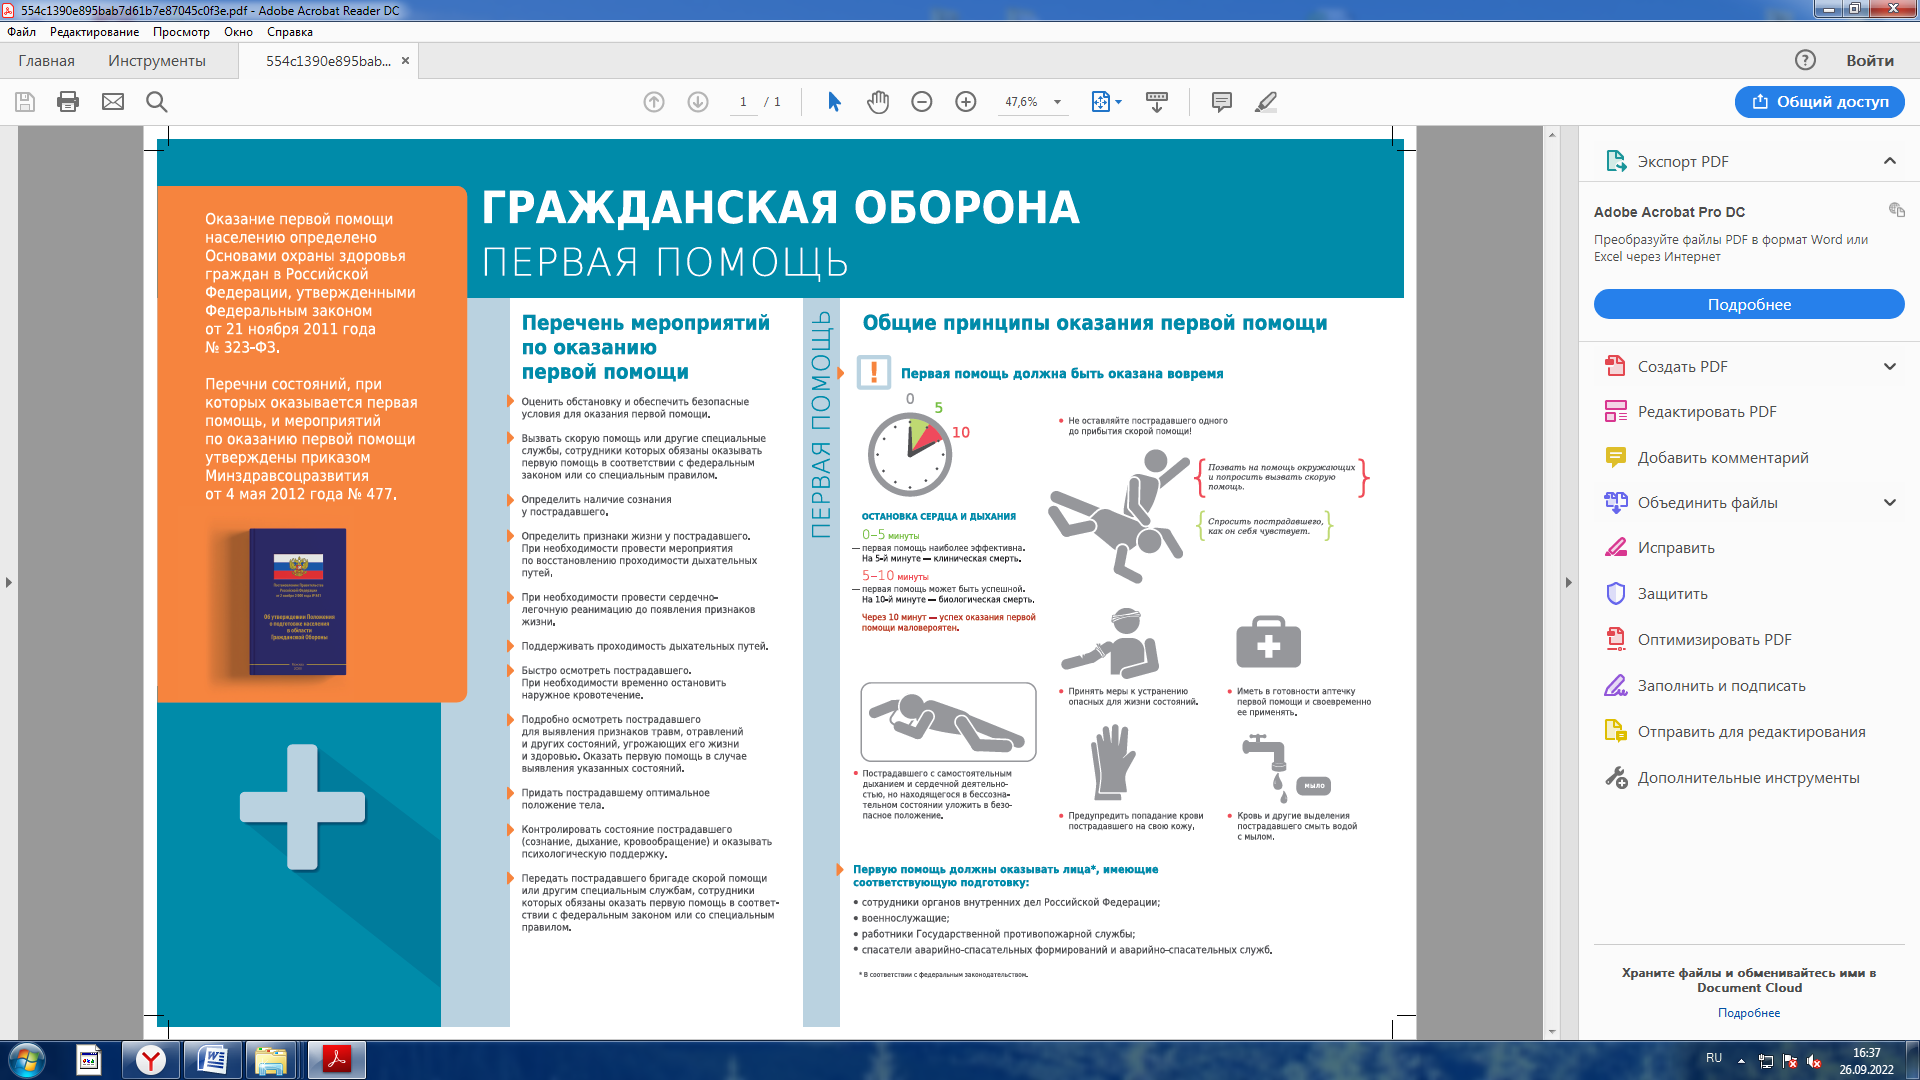 554c1390e895bab7d61b7e87045c0f3e.pdf - Adobe Acrobat Reader DC
Файл Редактирование Просмотр Окно Справка
Главная Инструменты 554c1390e895bab... ×
? Войти
1 / 1 47,6%
Общий доступ
Оказание первой помощи
населению определено
Основами охраны здоровья
граждан в Российской
Федерации, утвержденными
Федеральным законом
от 21 ноября 2011 года
№ 323-ФЗ.
Перечни состояний, при
которых оказывается первая
помощь, и мероприятий
по оказанию первой помощи
утверждены приказом
Минздравсоцразвития
от 4 мая 2012 года № 477.
Об утверждении Положения
о подготовке населения
в области
Гражданской Обороны
ГРАЖДАНСКАЯ ОБОРОНА
ПЕРВАЯ ПОМОЩЬ
Перечень мероприятий
по оказанию
первой помощи
Оценить обстановку и обеспечить безопасные
условия для оказания первой помощи.
Вызвать скорую помощь или другие специальные
службы, сотрудники которых обязаны оказывать
первую помощь в соответствии с федеральным
законом или со специальным правилом.
Определить наличие сознания
у пострадавшего.
Определить признаки жизни у пострадавшего.
При необходимости провести мероприятия
по восстановлению проходимости дыхательных
путей.
При необходимости провести сердечно-
легочную реанимацию до появления признаков
жизни.
Поддерживать проходимость дыхательных путей.
Быстро осмотреть пострадавшего.
При необходимости временно остановить
наружное кровотечение.
Подробно осмотреть пострадавшего
для выявления признаков травм, отравлений
и других состояний, угрожающих его жизни
и здоровью. Оказать первую помощь в случае
выявления указанных состояний.
Придать пострадавшему оптимальное
положение тела.
Контролировать состояние пострадавшего
(сознание, дыхание, кровообращение) и оказывать
психологическую поддержку.
Передать пострадавшего бригаде скорой помощи
или другим специальным службам, сотрудники
которых обязаны оказать первую помощь в соответ-
ствии с федеральным законом или со специальным
правилом.
ПЕРВАЯ ПОМОЩЬ
Общие принципы оказания первой помощи
! Первая помощь должна быть оказана вовремя
0
5
10
ОСТАНОВКА СЕРДЦА И ДЫХАНИЯ
0–5 минуты
— первая помощь наиболее эффективна.
На 5-й минуте — клиническая смерть.
5–10 минуты
— первая помощь может быть успешной.
На 10-й минуте — биологическая смерть.
Через 10 минут — успех оказания первой
помощи маловероятен.
• Не оставляйте пострадавшего одного
до прибытия скорой помощи!
Позвать на помощь окружающих
и попросить вызвать скорую
помощь.
Спросить пострадавшего,
как он себя чувствует.
• Принять меры к устранению
опасных для жизни состояний.
• Иметь в готовности аптечку
первой помощи и своевременно
ее применять.
• Пострадавшего с самостоятельным
дыханием и сердечной деятельно-
стью, но находящегося в бессозна-
тельном состоянии уложить в безо-
пасное положение.
• Предупредить попадание крови
пострадавшего на свою кожу.
МЫЛО
• Кровь и другие выделения
пострадавшего смыть водой
с мылом.
Первую помощь должны оказывать лица*, имеющие
соответствующую подготовку:
• сотрудники органов внутренних дел Российской Федерации;
• военнослужащие;
• работники Государственной противопожарной службы;
• спасатели аварийно-спасательных формирований и аварийно-спасательных служб.
* В соответствии с федеральным законодательством.
Экспорт PDF
Adobe Acrobat Pro DC
Преобразуйте файлы PDF в формат Word или
Excel через Интернет
Подробнее
Создать PDF
Редактировать PDF
Добавить комментарий
Объединить файлы
Исправить
Защитить
Оптимизировать PDF
Заполнить и подписать
Отправить для редактирования
Дополнительные инструменты
Храните файлы и обменивайтесь ими в
Document Cloud
Подробнее
RU
16:37
26.09.2022